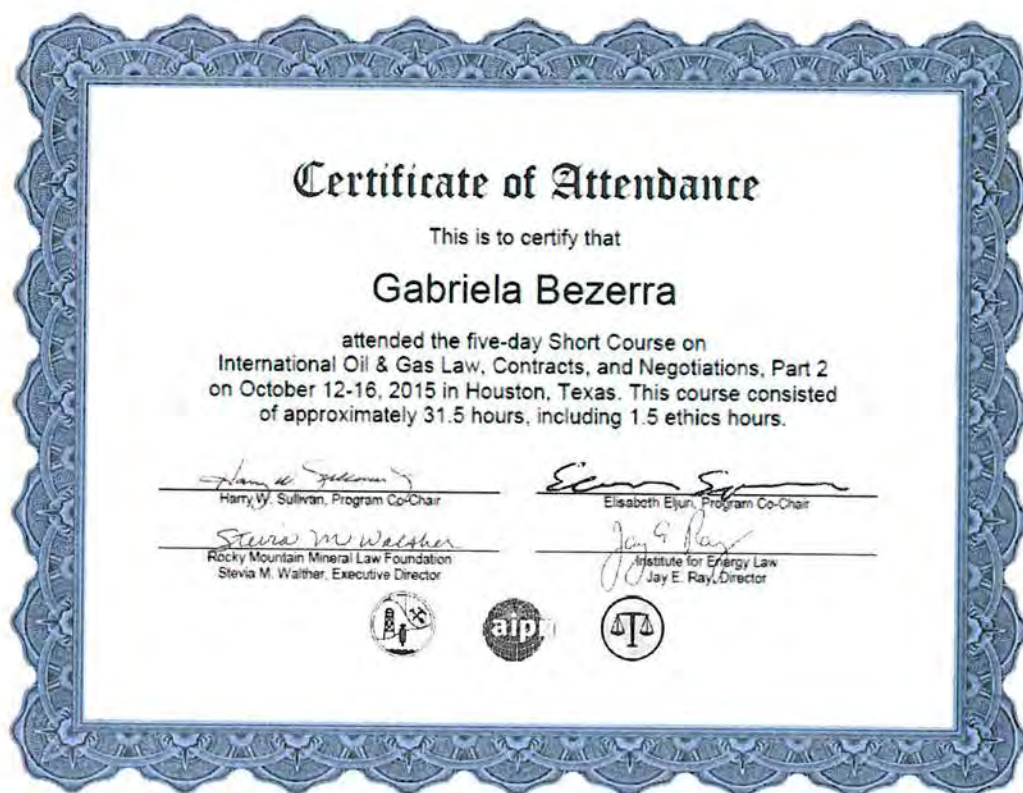 Certificate of Attendance
This is to certify that
Gabriela Bezerra
attended the five-day Short Course on
International Oil & Gas Law, Contracts, and Negotiations, Part 2
on October 12-16, 2015 in Houston, Texas. This course consisted
of approximately 31.5 hours, including 1.5 ethics hours.
Harry W. Sullivan, Program Co-Chair
Elisabeth Eljuri, Program Co-Chair
Stevia M Walther
Jay E Ray
Rocky Mountain Mineral Law Foundation
Stevia M. Walther, Executive Director
Institute for Energy Law
Jay E. Ray, Director
aipn